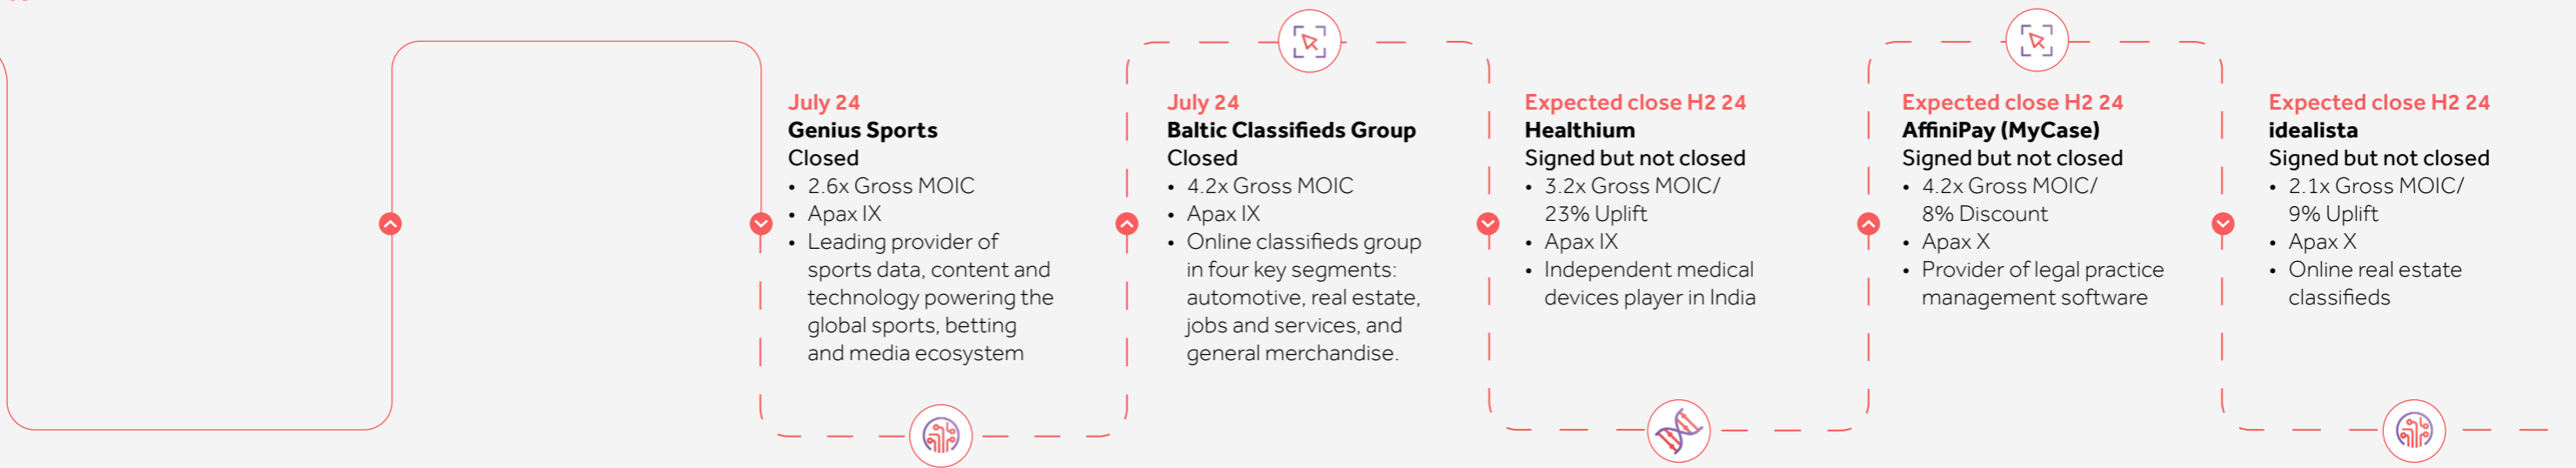 July 24
Genius Sports
Closed
• 2.6x Gross MOIC
• Apax IX
• Leading provider of
sports data, content and
technology powering the
global sports, betting
and media ecosystem
July 24
Baltic Classifieds Group
Closed
• 4.2x Gross MOIC
• Apax IX
• Online classifieds group
in four key segments:
automotive, real estate,
jobs and services, and
general merchandise.
Expected close H2 24
Healthium
Signed but not closed
• 3.2x Gross MOIC/
23% Uplift
• Apax IX
• Independent medical
devices player in India
Expected close H2 24
AffiniPay (MyCase)
Signed but not closed
• 4.2x Gross MOIC/
8% Discount
• Apax X
• Provider of legal practice
management software
Expected close H2 24
idealista
Signed but not closed
• 2.1x Gross MOIC/
9% Uplift
• Apax X
• Online real estate
classifieds